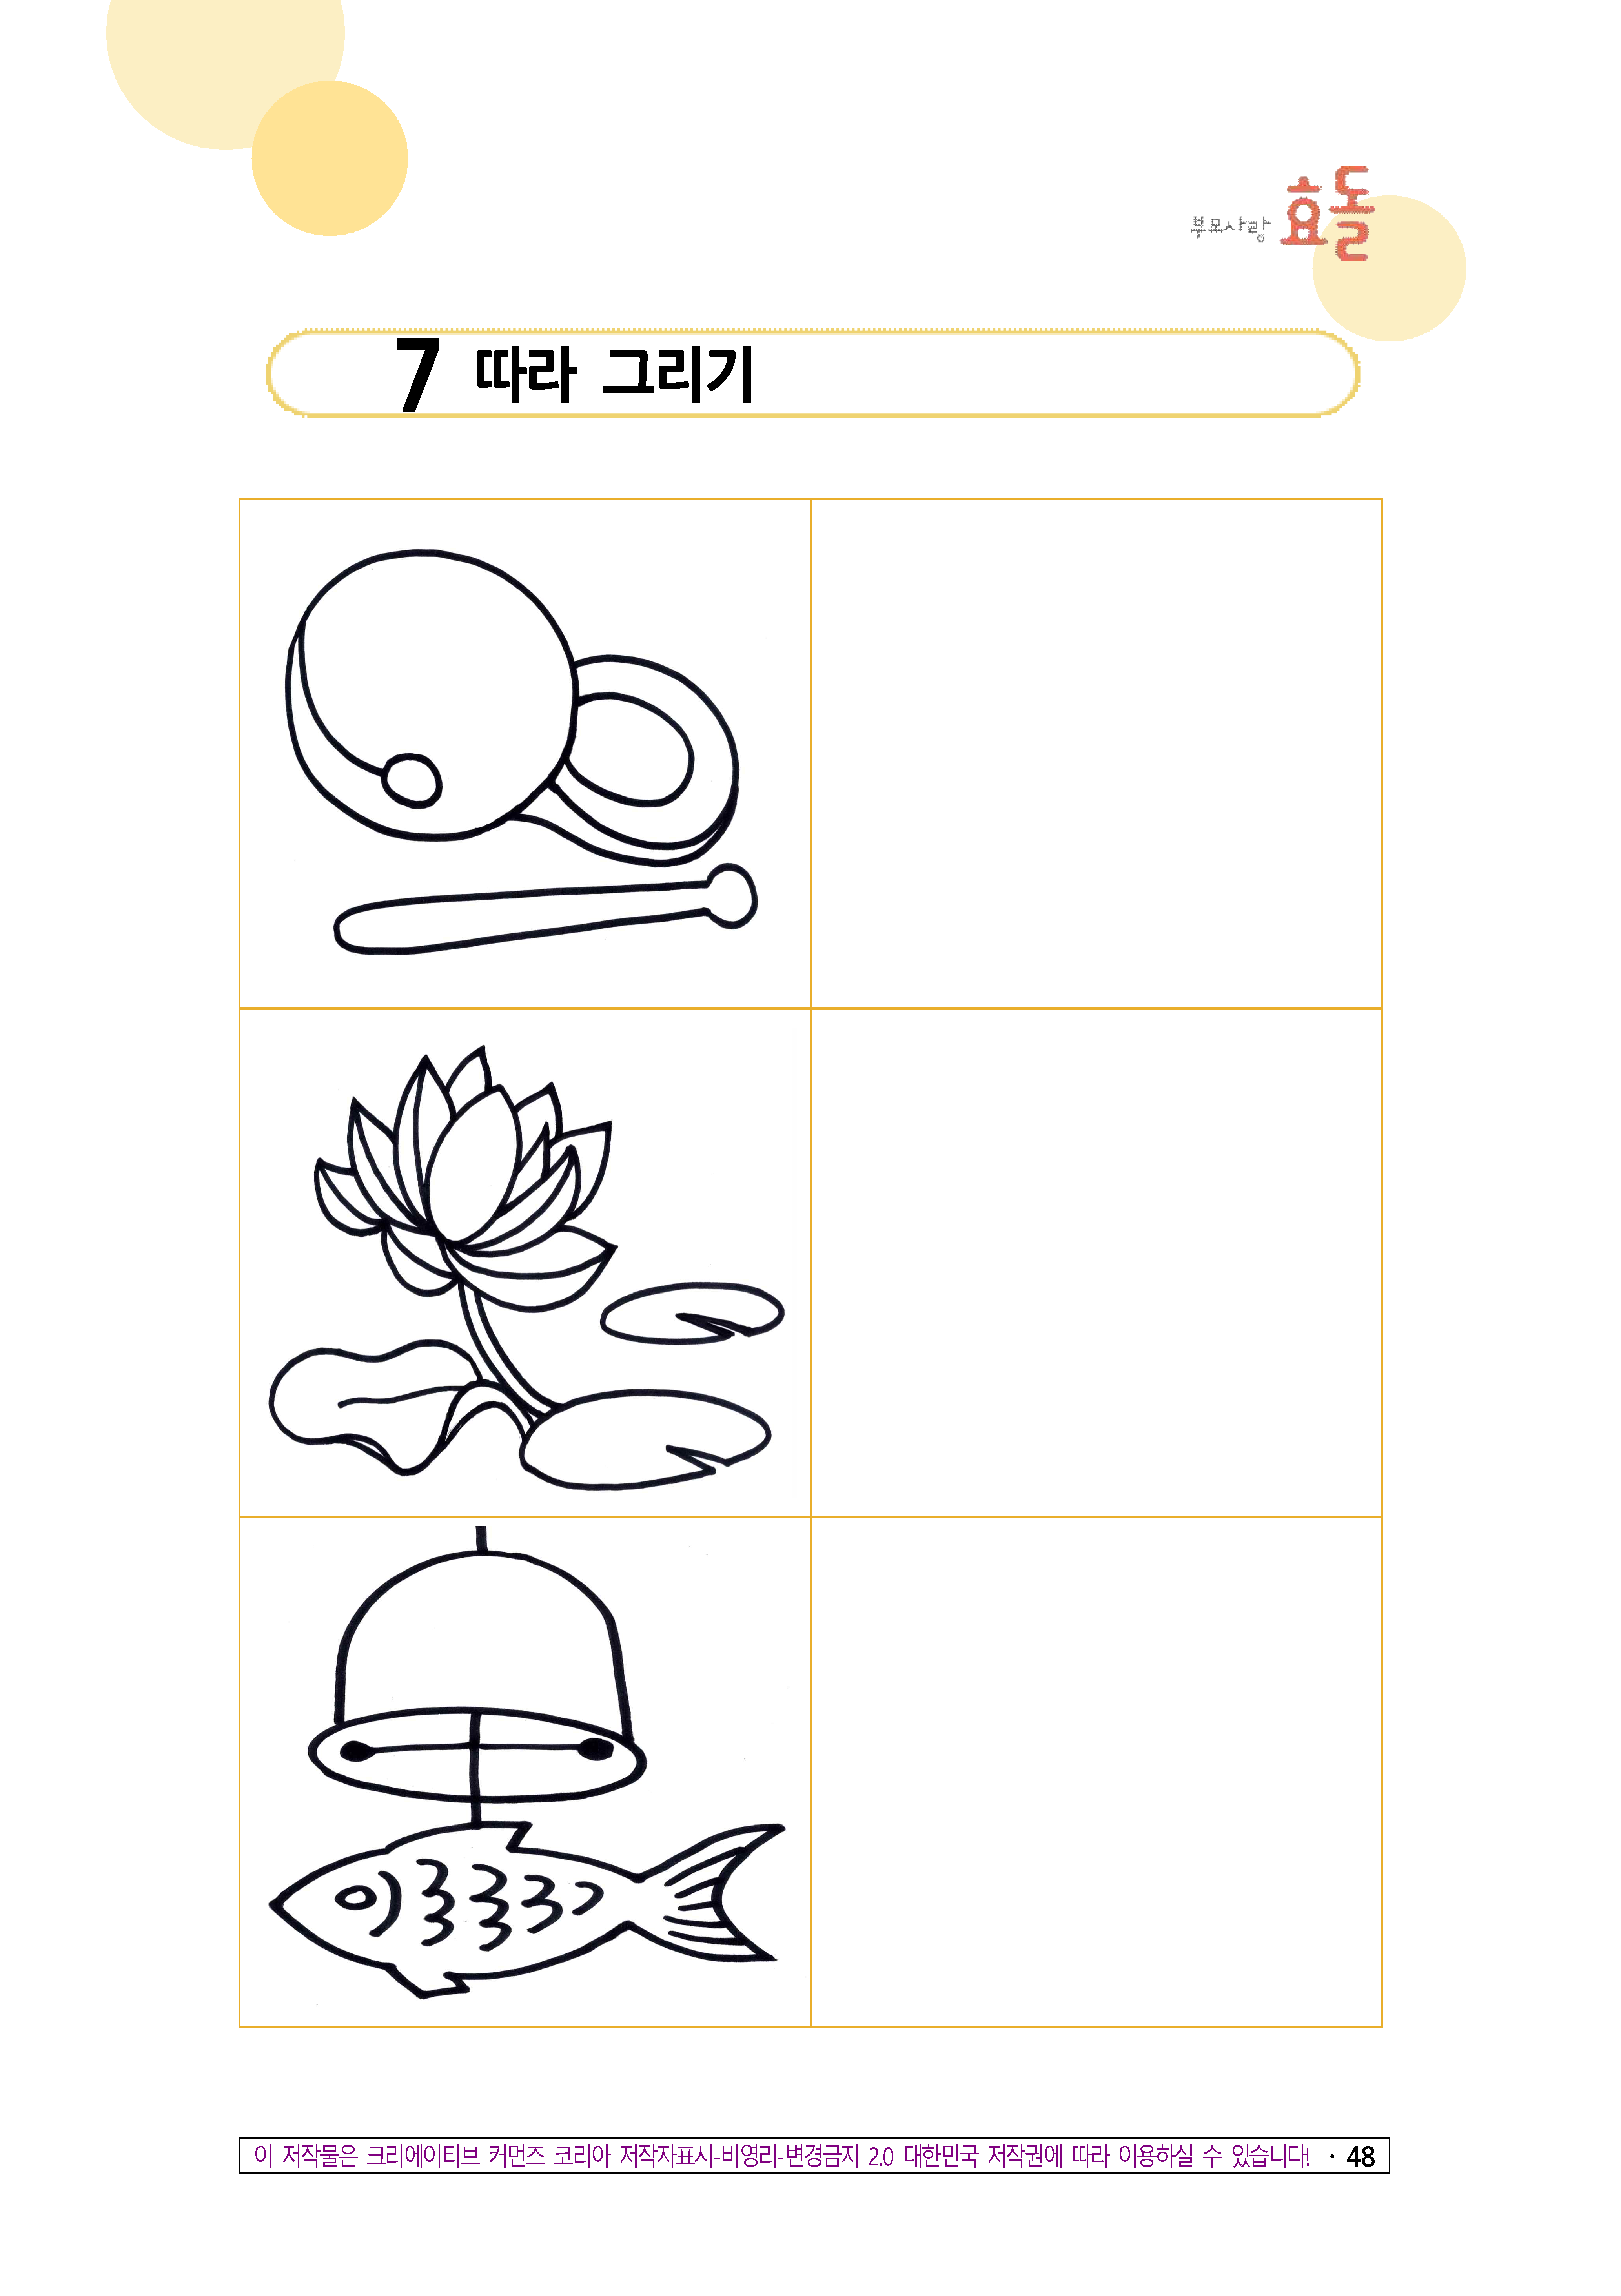 부모사랑 효돌
7 따라 그리기
이 저작물은 크리에이티브 커먼즈 코리아 저작자표시-비영리-변경금지 2.0 대한민국 저작권에 따라 이용하실 수 있습니다! · 48